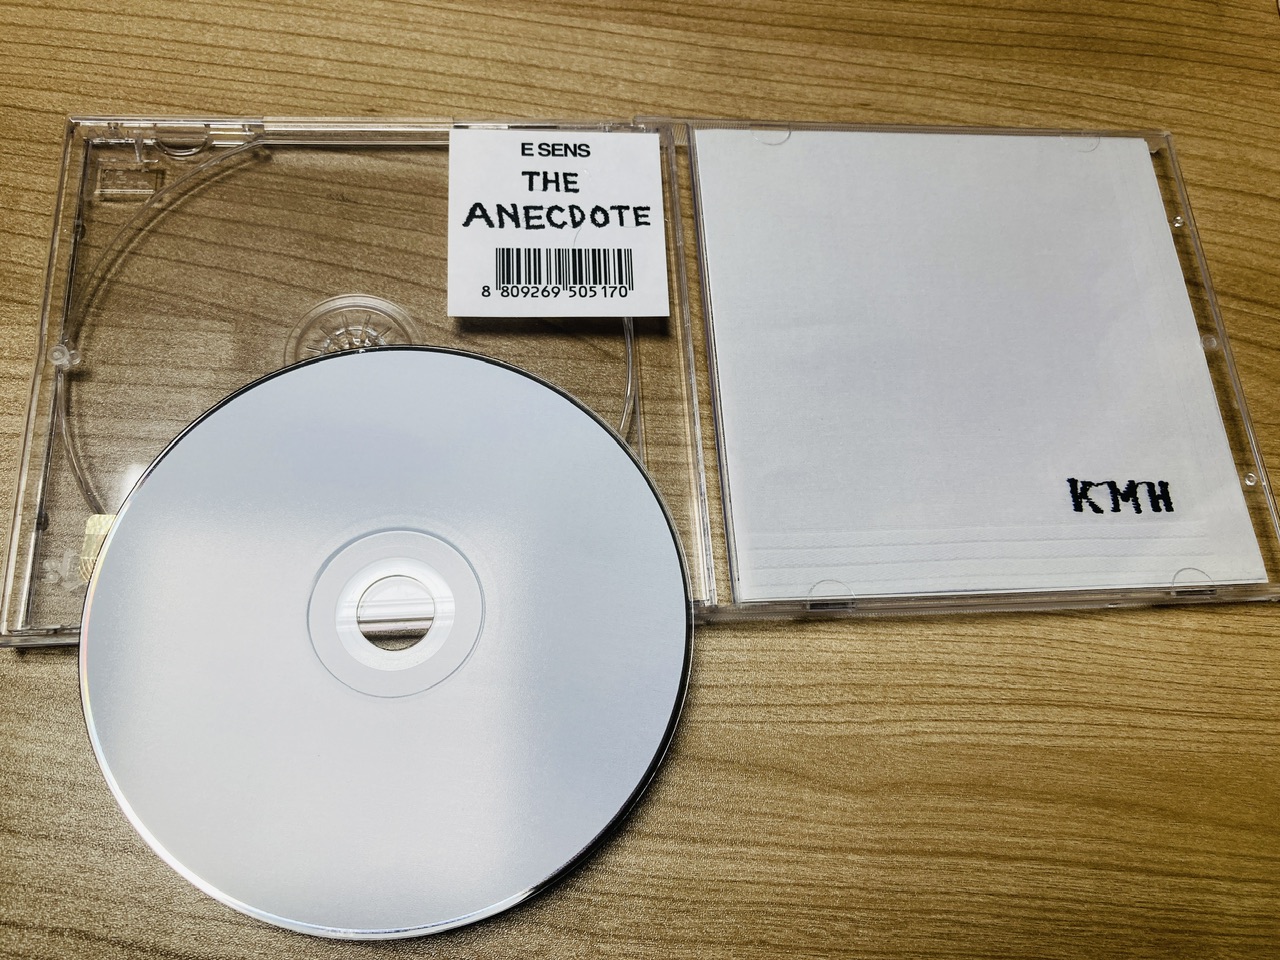 E SENS
THE
ANECDOTE
8 809269 505170
KMH